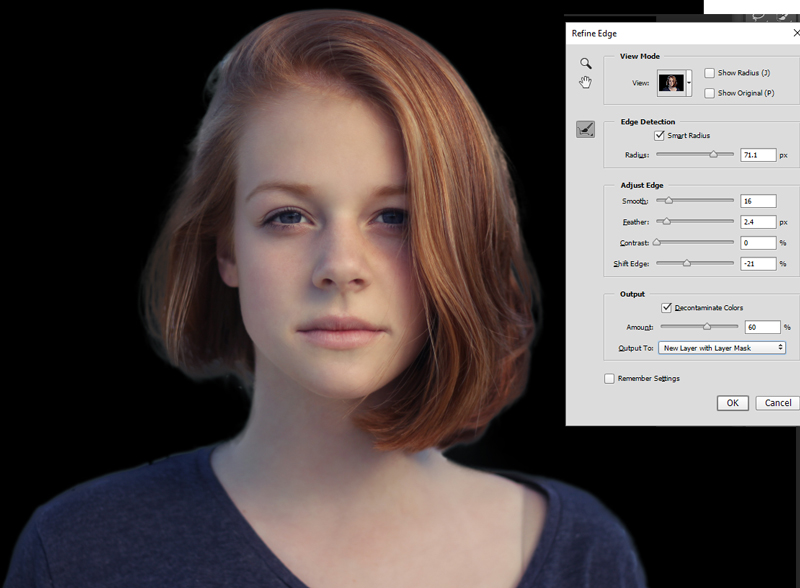 Refine Edge
View Mode
View:
Show Radius (J)
Show Original (P)
Edge Detection
Smart Radius
Radius: 71.1 px
Adjust Edge
Smooth: 16
Feather: 2.4 px
Contrast: 0 %
Shift Edge: -21 %
Output
Decontaminate Colors
Amount: 60 %
Output To: New Layer with Layer Mask
Remember Settings
OK Cancel